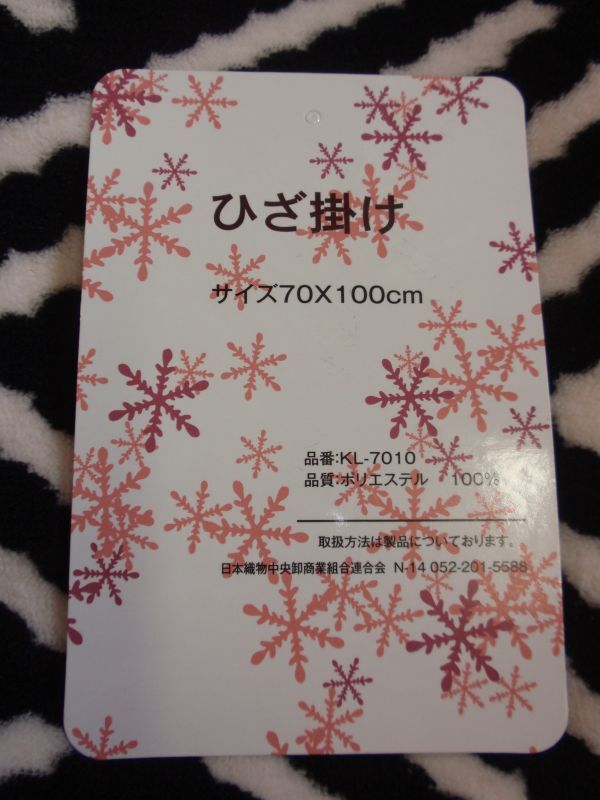 ひざ掛け
サイズ70X100cm
品番:KL-7010
品質:ポリエステル 100%
取扱方法は製品についております。
日本織物中央卸商業組合連合会 N-14 052-201-5588